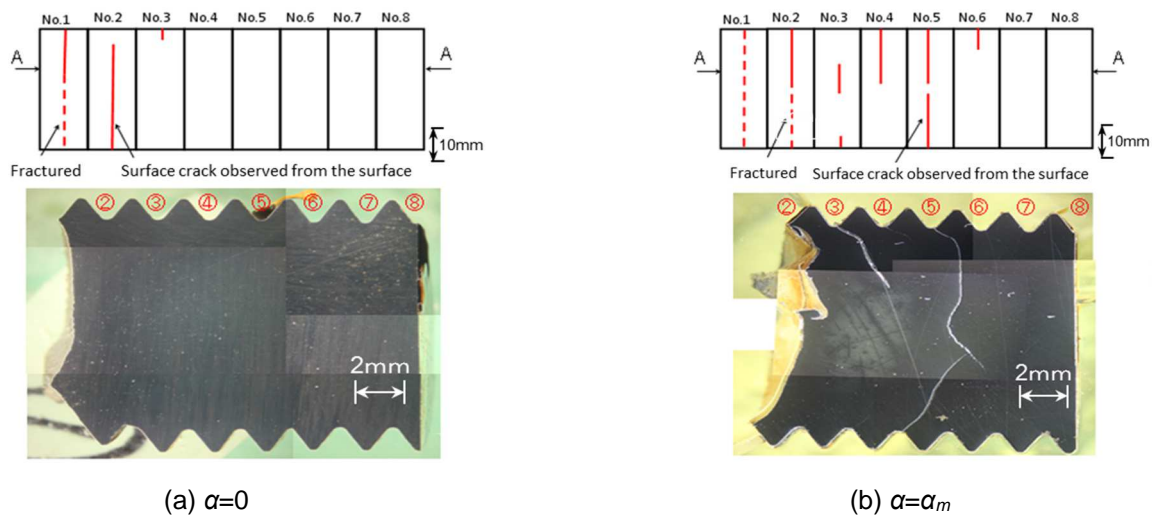 No.1 No.2 No.3 No.4 No.5 No.6 No.7 No.8
A A
10mm
Fractured Surface crack observed from the surface
② ③ ④ ⑤ ⑥ ⑦ ⑧
2mm
(a) α=0
No.1 No.2 No.3 No.4 No.5 No.6 No.7 No.8
A A
10mm
Fractured Surface crack observed from the surface
② ③ ④ ⑤ ⑥ ⑦ ⑧
2mm
(b) α=αm